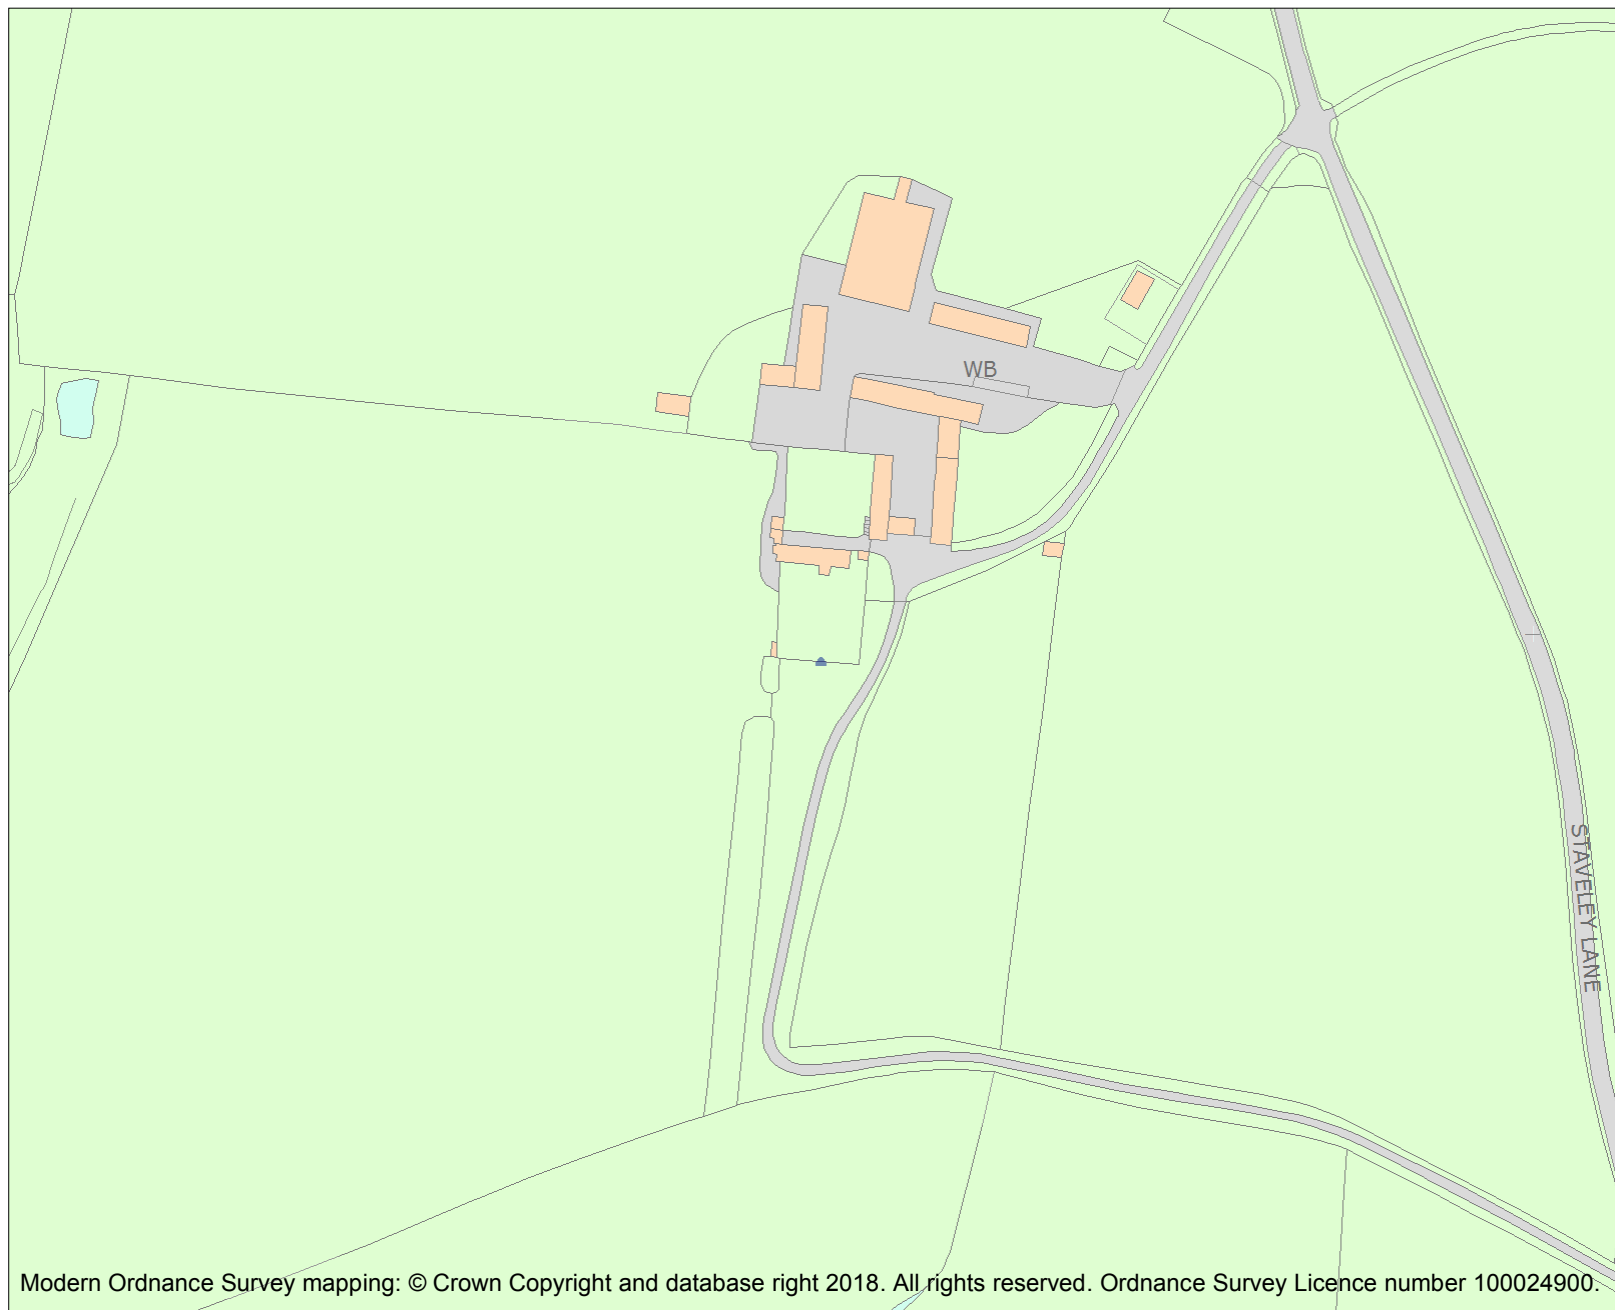 WB
STAVELEY LANE
Modern Ordnance Survey mapping: © Crown Copyright and database right 2018. All rights reserved. Ordnance Survey Licence number 100024900.